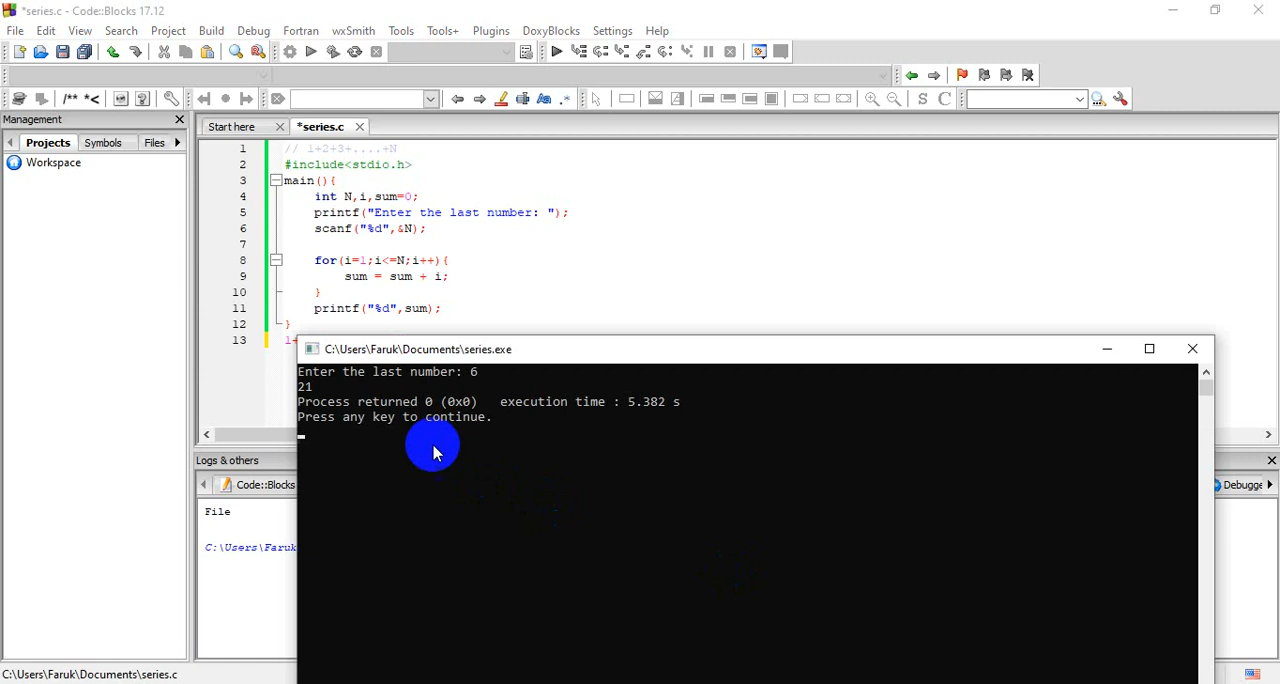 *series.c - Code::Blocks 17.12
File Edit View Search Project Build Debug Fortran wxSmith Tools Tools+ Plugins DoxyBlocks Settings Help
/** *<
S C
Management
Projects Symbols Files
Workspace
Start here *series.c
1 // 1+2+3+....+N
2 #include<stdio.h>
3 main(){
4 int N,i,sum=0;
5 printf("Enter the last number: ");
6 scanf("%d",&N);
7
8 for(i=1;i<=N;i++){
9 sum = sum + i;
10 }
11 printf("%d",sum);
12 }
13 1+
C:\Users\Faruk\Documents\series.exe
Enter the last number: 6
21
Process returned 0 (0x0) execution time : 5.382 s
Press any key to continue.
Logs & others
Code::Blocks
Debugge
File
C:\Users\Faruk
C:\Users\Faruk\Documents\series.c